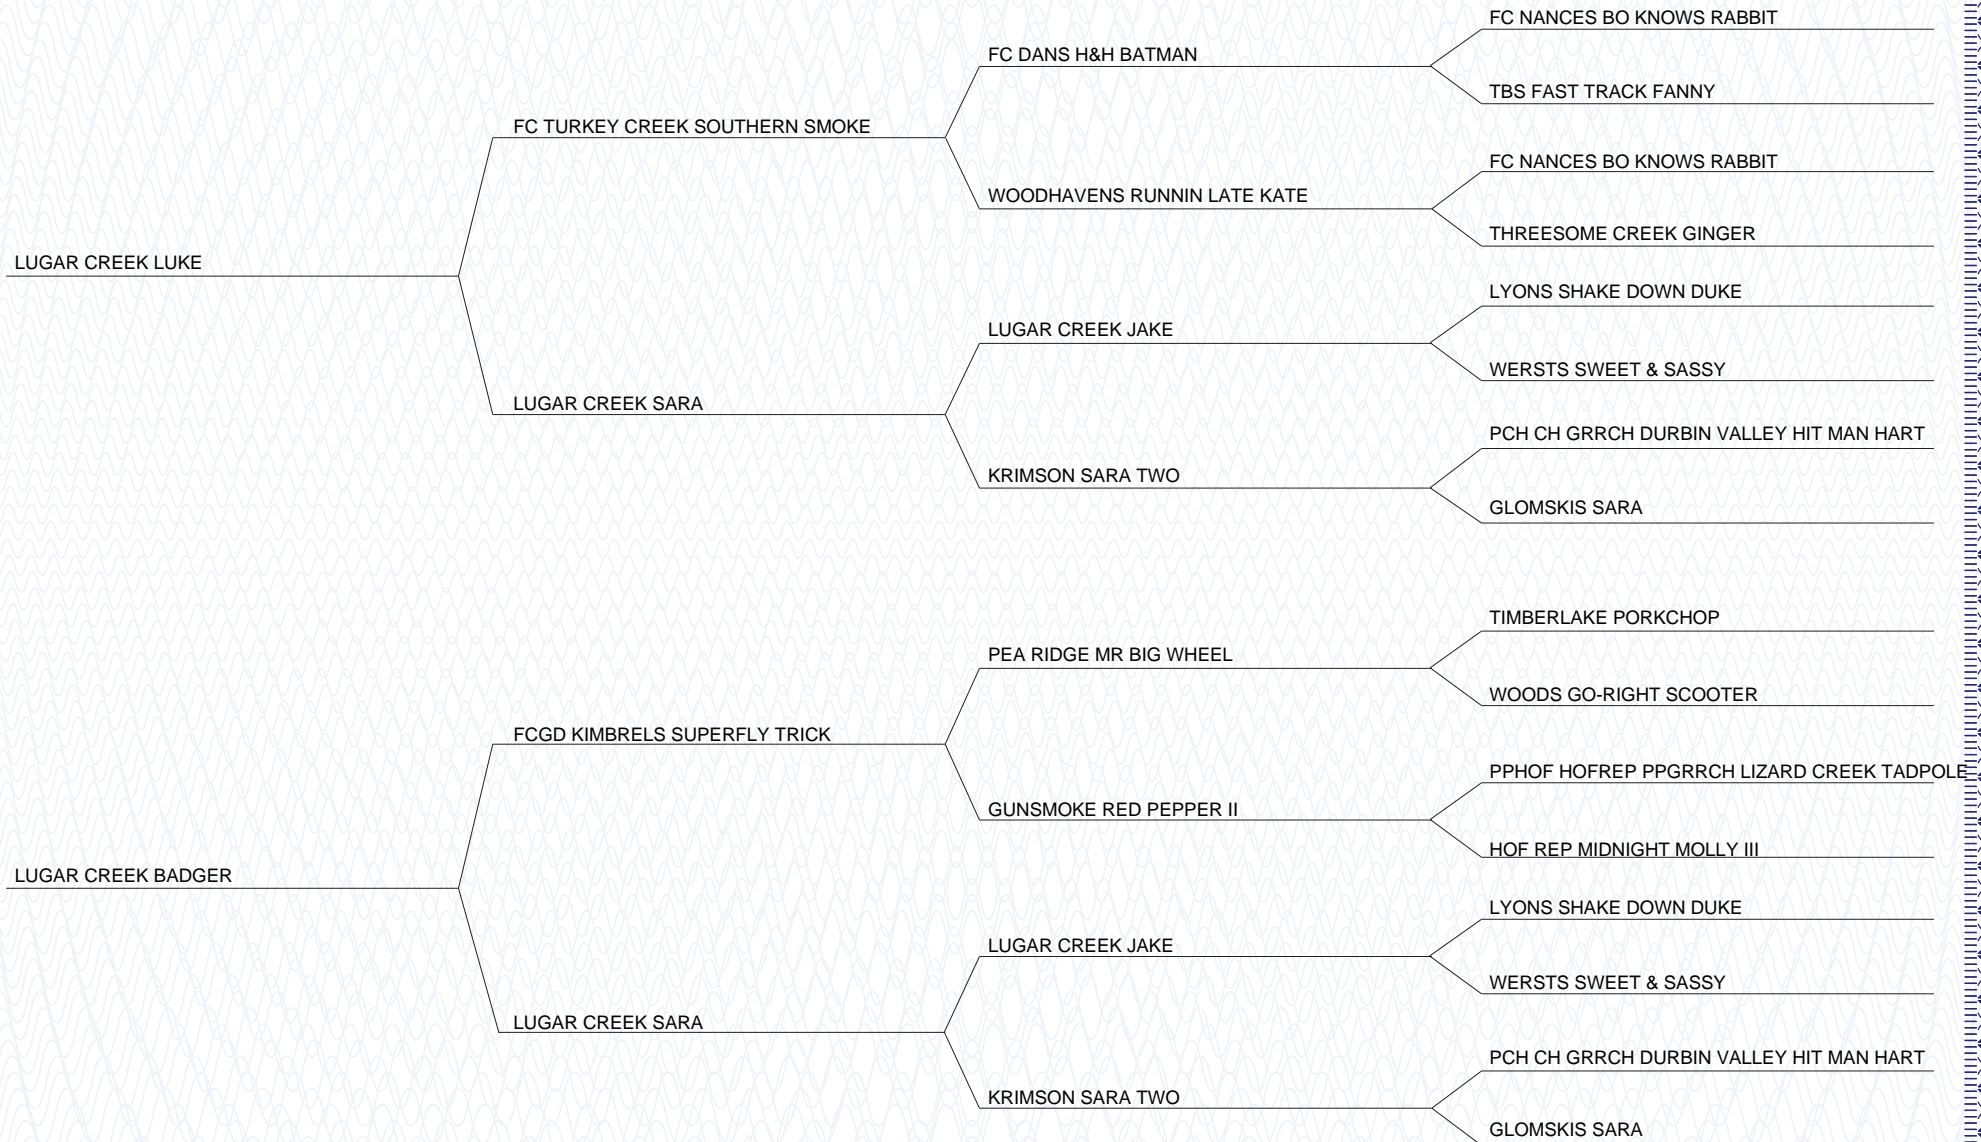 FC NANCES BO KNOWS RABBIT
FC DANS H&H BATMAN
TBS FAST TRACK FANNY
FC TURKEY CREEK SOUTHERN SMOKE
FC NANCES BO KNOWS RABBIT
WOODHAVENS RUNNIN LATE KATE
THREESOME CREEK GINGER
LUGAR CREEK LUKE
LYONS SHAKE DOWN DUKE
LUGAR CREEK JAKE
WERSTS SWEET & SASSY
LUGAR CREEK SARA
PCH CH GRRCH DURBIN VALLEY HIT MAN HART
KRIMSON SARA TWO
GLOMSKIS SARA
TIMBERLAKE PORKCHOP
PEA RIDGE MR BIG WHEEL
WOODS GO-RIGHT SCOOTER
FCGD KIMBRELS SUPERFLY TRICK
PPHOF HOFREP PPGRRCH LIZARD CREEK TADPOLE
GUNSMOKE RED PEPPER II
HOF REP MIDNIGHT MOLLY III
LUGAR CREEK BADGER
LYONS SHAKE DOWN DUKE
LUGAR CREEK JAKE
WERSTS SWEET & SASSY
LUGAR CREEK SARA
PCH CH GRRCH DURBIN VALLEY HIT MAN HART
KRIMSON SARA TWO
GLOMSKIS SARA